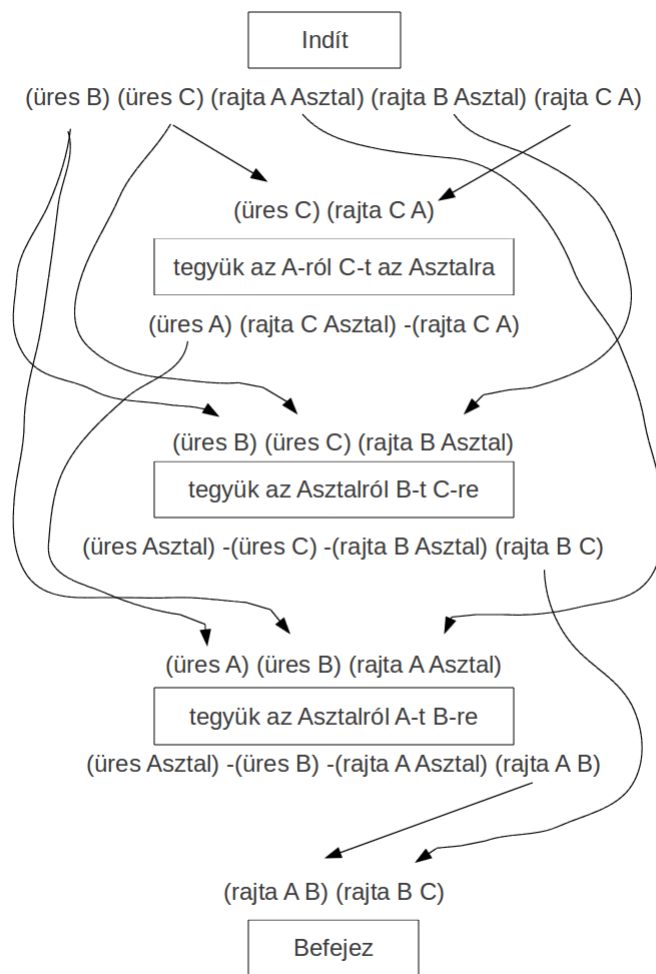 Indít
(üres B) (üres C) (rajta A Asztal) (rajta B Asztal) (rajta C A)
(üres C) (rajta C A)
tegyük az A-ról C-t az Asztalra
(üres A) (rajta C Asztal) -(rajta C A)
(üres B) (üres C) (rajta B Asztal)
tegyük az Asztalról B-t C-re
(üres Asztal) -(üres C) -(rajta B Asztal) (rajta B C)
(üres A) (üres B) (rajta A Asztal)
tegyük az Asztalról A-t B-re
(üres Asztal) -(üres B) -(rajta A Asztal) (rajta A B)
(rajta A B) (rajta B C)
Befejez